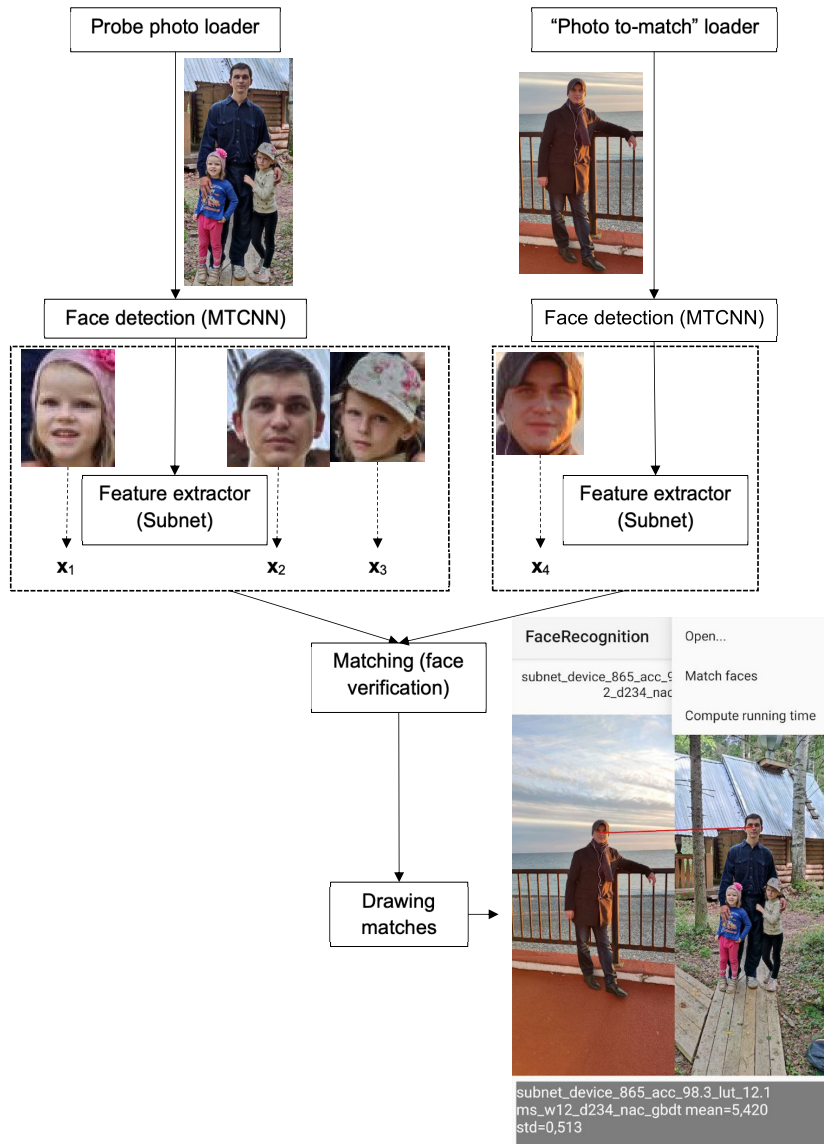 Probe photo loader
“Photo to-match” loader
Face detection (MTCNN)
Face detection (MTCNN)
Feature extractor
(Subnet)
Feature extractor
(Subnet)
x1
x2
x3
x4
Matching (face
verification)
Drawing
matches
FaceRecognition
Open...
Match faces
Compute running time
subnet_device_865_acc_9
2_d234_nac
subnet_device_865_acc_98.3_lut_12.1
ms_w12_d234_nac_gbdt mean=5,420
std=0,513